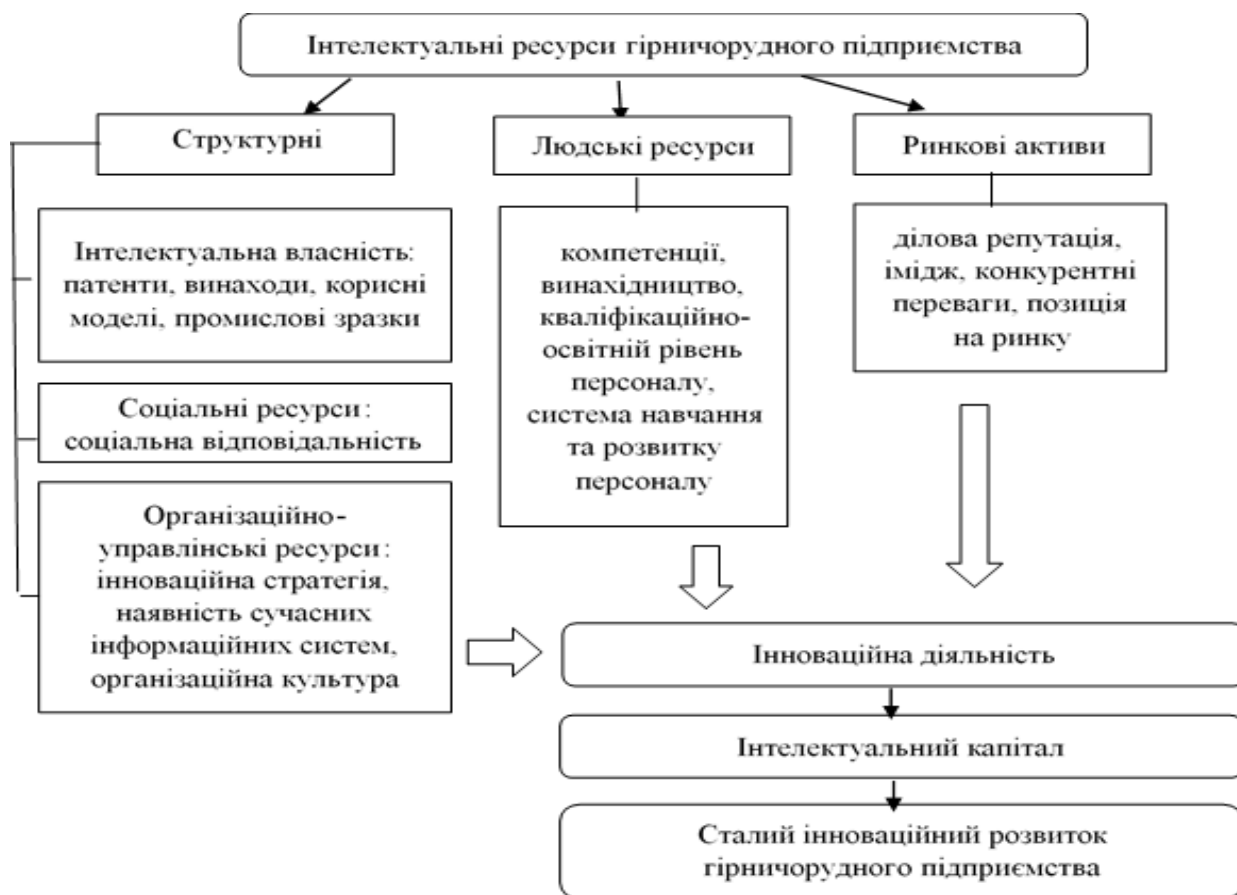 Інтелектуальні ресурси гірничорудного підприємства
Структурні
Людські ресурси
Ринкові активи
Інтелектуальна власність:
патенти, винаходи, корисні
моделі, промислові зразки
Соціальні ресурси:
соціальна відповідальність
Організаційно-
управлінські ресурси:
інноваційна стратегія,
наявність сучасних
інформаційних систем,
організаційна культура
компетенції,
винахідництво,
кваліфікаційно-
освітній рівень
персоналу,
система навчання
та розвитку
персоналу
ділова репутація,
імідж, конкурентні
переваги, позиція
на ринку
Інноваційна діяльність
Інтелектуальний капітал
Сталий інноваційний розвиток
гірничорудного підприємства